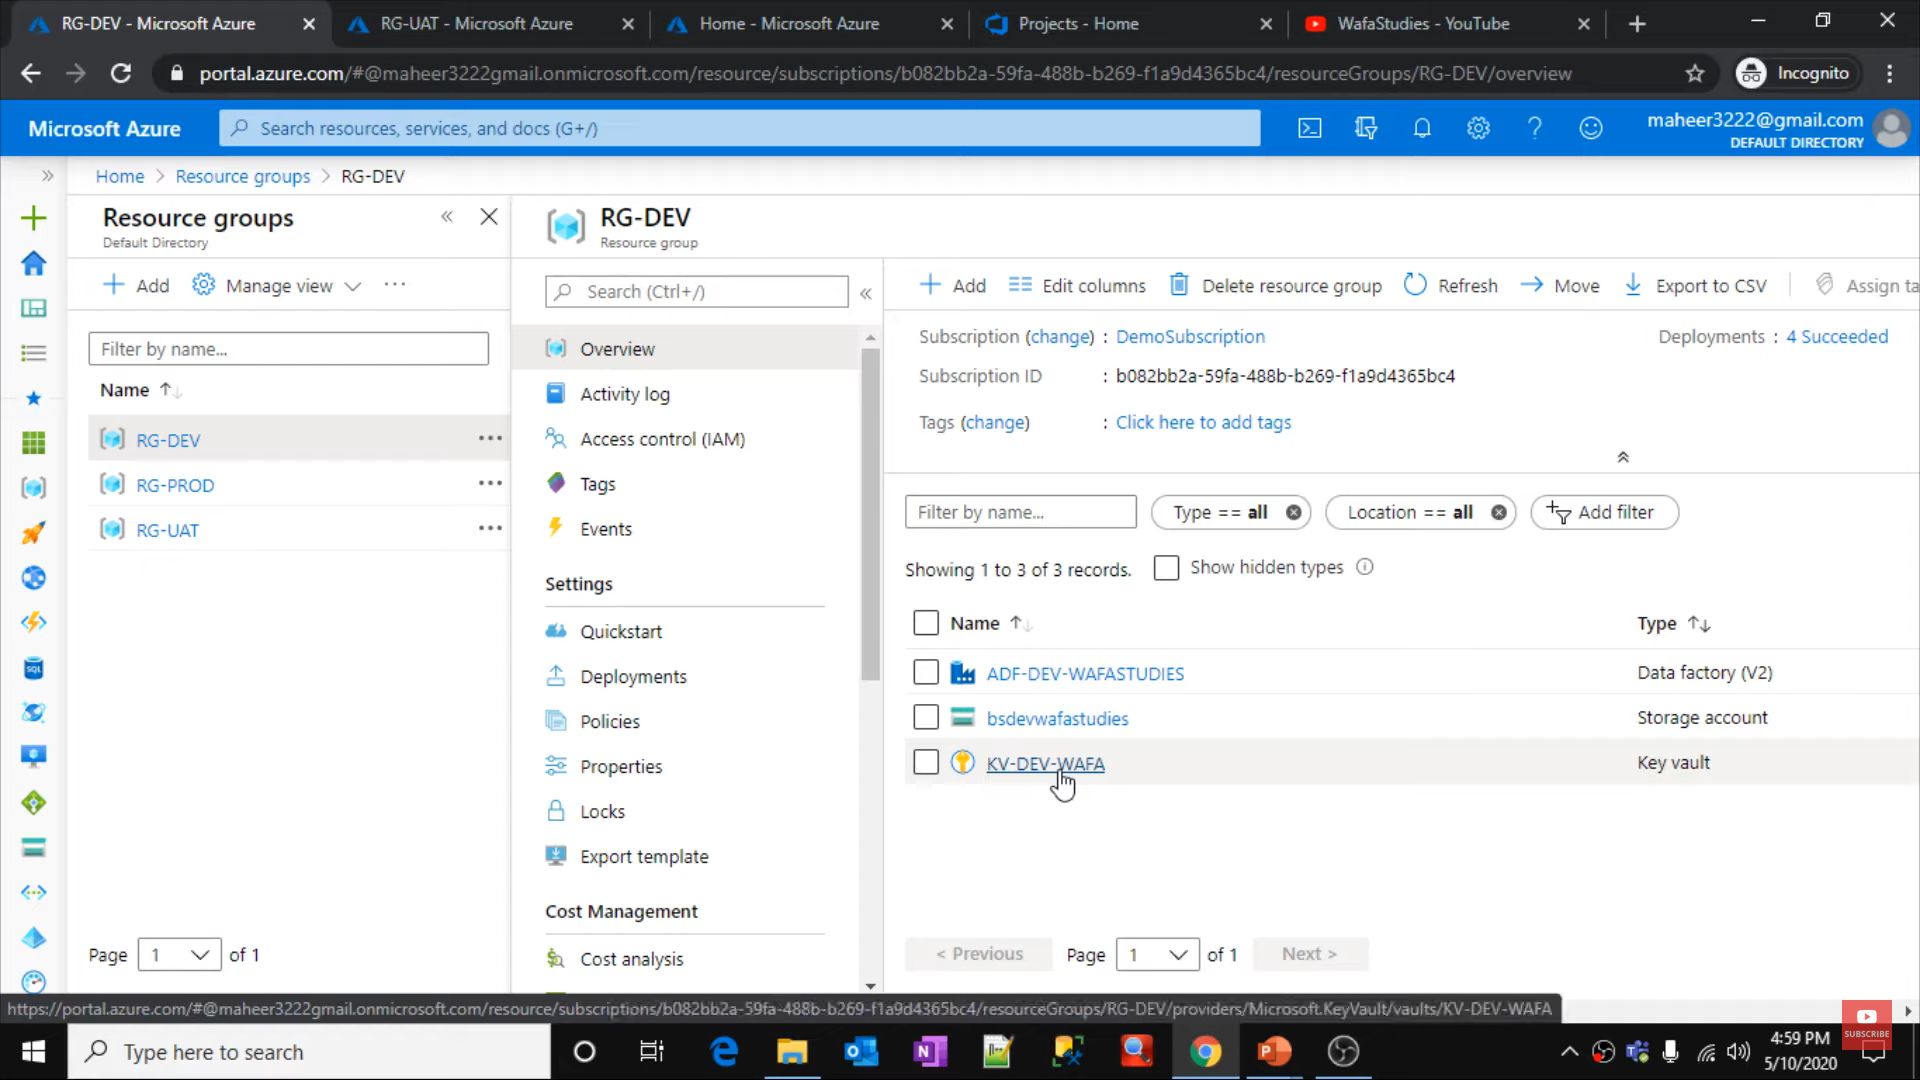 RG-DEV - Microsoft Azure
RG-UAT - Microsoft Azure
Home - Microsoft Azure
Projects - Home
WafaStudies - YouTube
portal.azure.com/#@maheer3222gmail.onmicrosoft.com/resource/subscriptions/b082bb2a-59fa-488b-b269-f1a9d4365bc4/resourceGroups/RG-DEV/overview
Incognito
Microsoft Azure
Search resources, services, and docs (G+/)
maheer3222@gmail.com
DEFAULT DIRECTORY
Home > Resource groups > RG-DEV
Resource groups
Default Directory
Add
Manage view
Filter by name...
Name
RG-DEV
RG-PROD
RG-UAT
Page 1 of 1
RG-DEV
Resource group
Search (Ctrl+/)
Overview
Activity log
Access control (IAM)
Tags
Events
Settings
Quickstart
Deployments
Policies
Properties
Locks
Export template
Cost Management
Cost analysis
Add
Edit columns
Delete resource group
Refresh
Move
Export to CSV
Assign ta
Subscription (change) : DemoSubscription
Deployments : 4 Succeeded
Subscription ID : b082bb2a-59fa-488b-b269-f1a9d4365bc4
Tags (change) : Click here to add tags
Filter by name...
Type == all
Location == all
Add filter
Showing 1 to 3 of 3 records.
Show hidden types
Name
Type
ADF-DEV-WAFASTUDIES
Data factory (V2)
bsdevwafastudies
Storage account
KV-DEV-WAFA
Key vault
< Previous
Page 1 of 1
Next >
https://portal.azure.com/#@maheer3222gmail.onmicrosoft.com/resource/subscriptions/b082bb2a-59fa-488b-b269-f1a9d4365bc4/resourceGroups/RG-DEV/providers/Microsoft.KeyVault/vaults/KV-DEV-WAFA
SUBSCRIBE
Type here to search
4:59 PM
5/10/2020